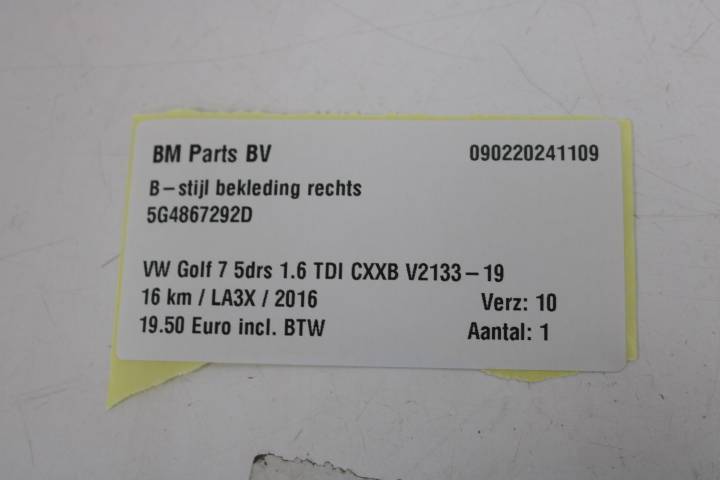 BM Parts BV 090220241109
B-stijl bekleding rechts
5G4867292D
VW Golf 7 5drs 1.6 TDI CXXB V2133-19
16 km / LA3X / 2016 Verz: 10
19.50 Euro incl. BTW Aantal: 1